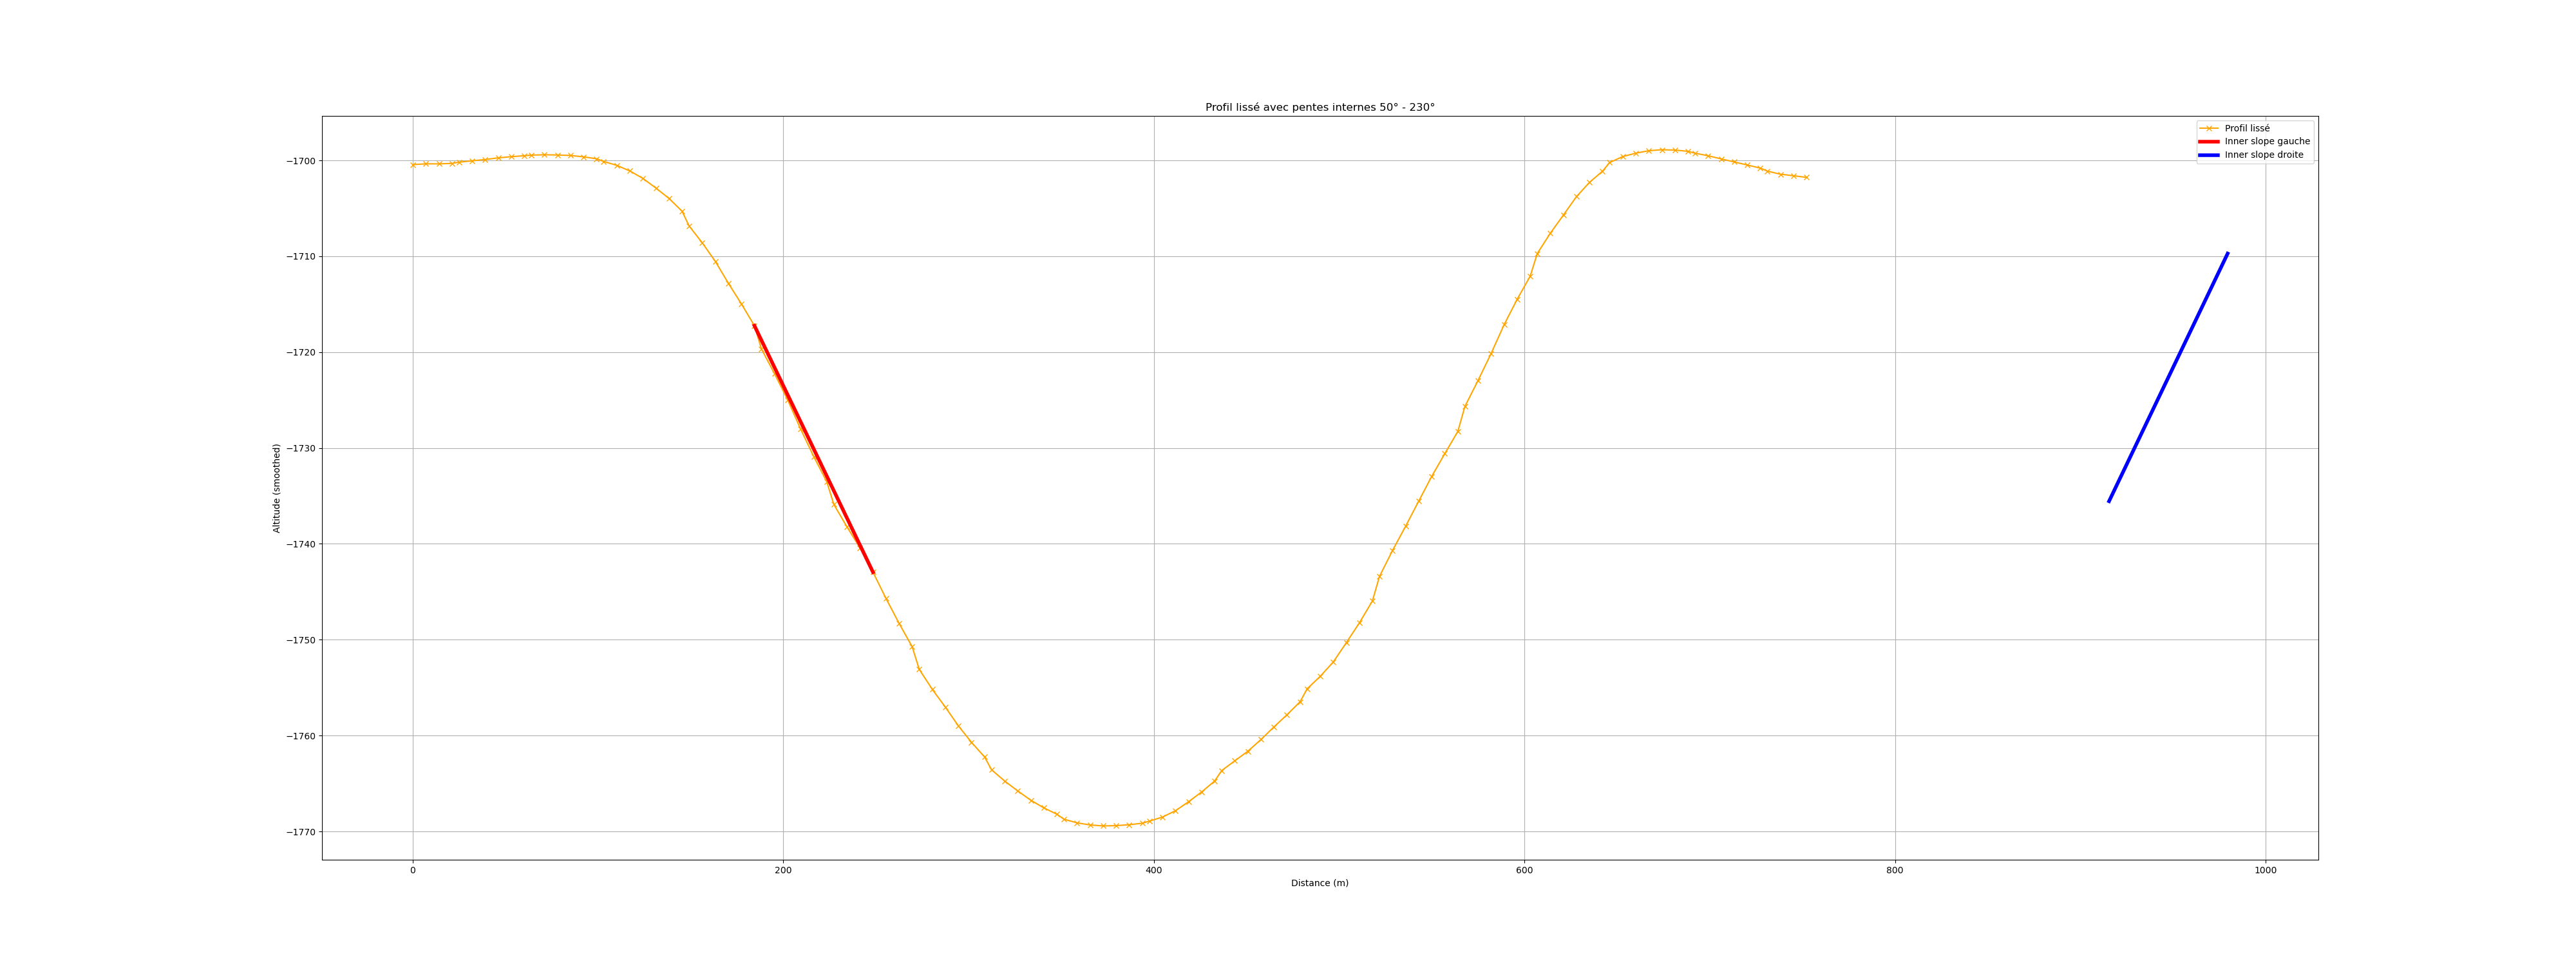 Profil lissé avec pentes internes 50° - 230°
Profil lissé
Inner slope gauche
Inner slope droite
Altitude (smoothed)
−1700
−1710
−1720
−1730
−1740
−1750
−1760
−1770
0
200
400
600
800
1000
Distance (m)